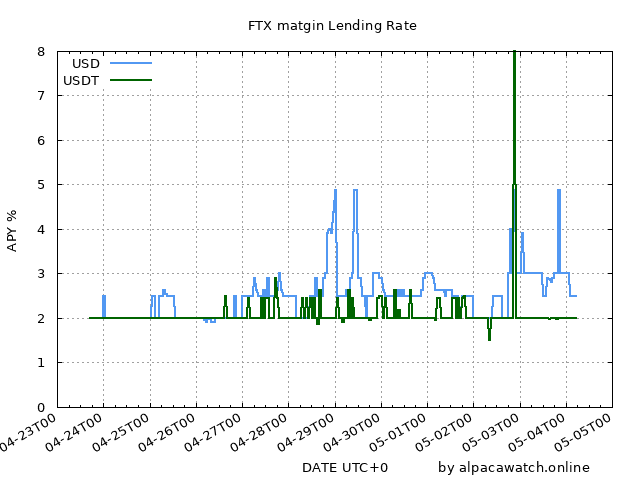 FTX matgin Lending Rate
USD
USDT
8
7
6
5
4
3
2
1
0
APY %
04-23T00
04-24T00
04-25T00
04-26T00
04-27T00
04-28T00
04-29T00
04-30T00
05-01T00
05-02T00
05-03T00
05-04T00
05-05T00
DATE UTC+0
by alpacawatch.online